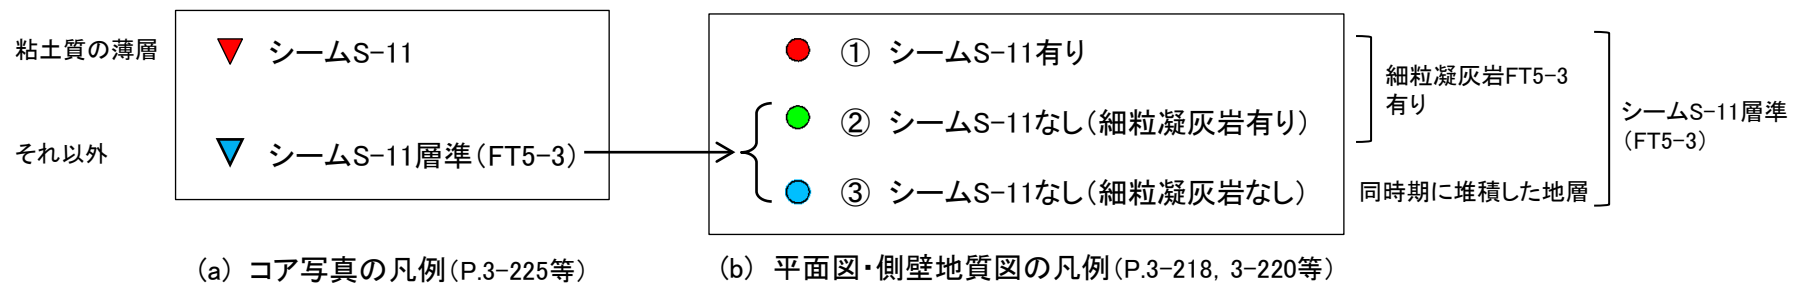 粘土質の薄層
シームS-11
それ以外
シームS-11層準（FT5-3）
① シームS-11有り
② シームS-11なし（細粒凝灰岩有り）
③ シームS-11なし（細粒凝灰岩なし）
細粒凝灰岩FT5-3
有り
同時期に堆積した地層
シームS-11層準
（FT5-3）
(a) コア写真の凡例（P.3-225等）
(b) 平面図・側壁地質図の凡例（P.3-218, 3-220等）